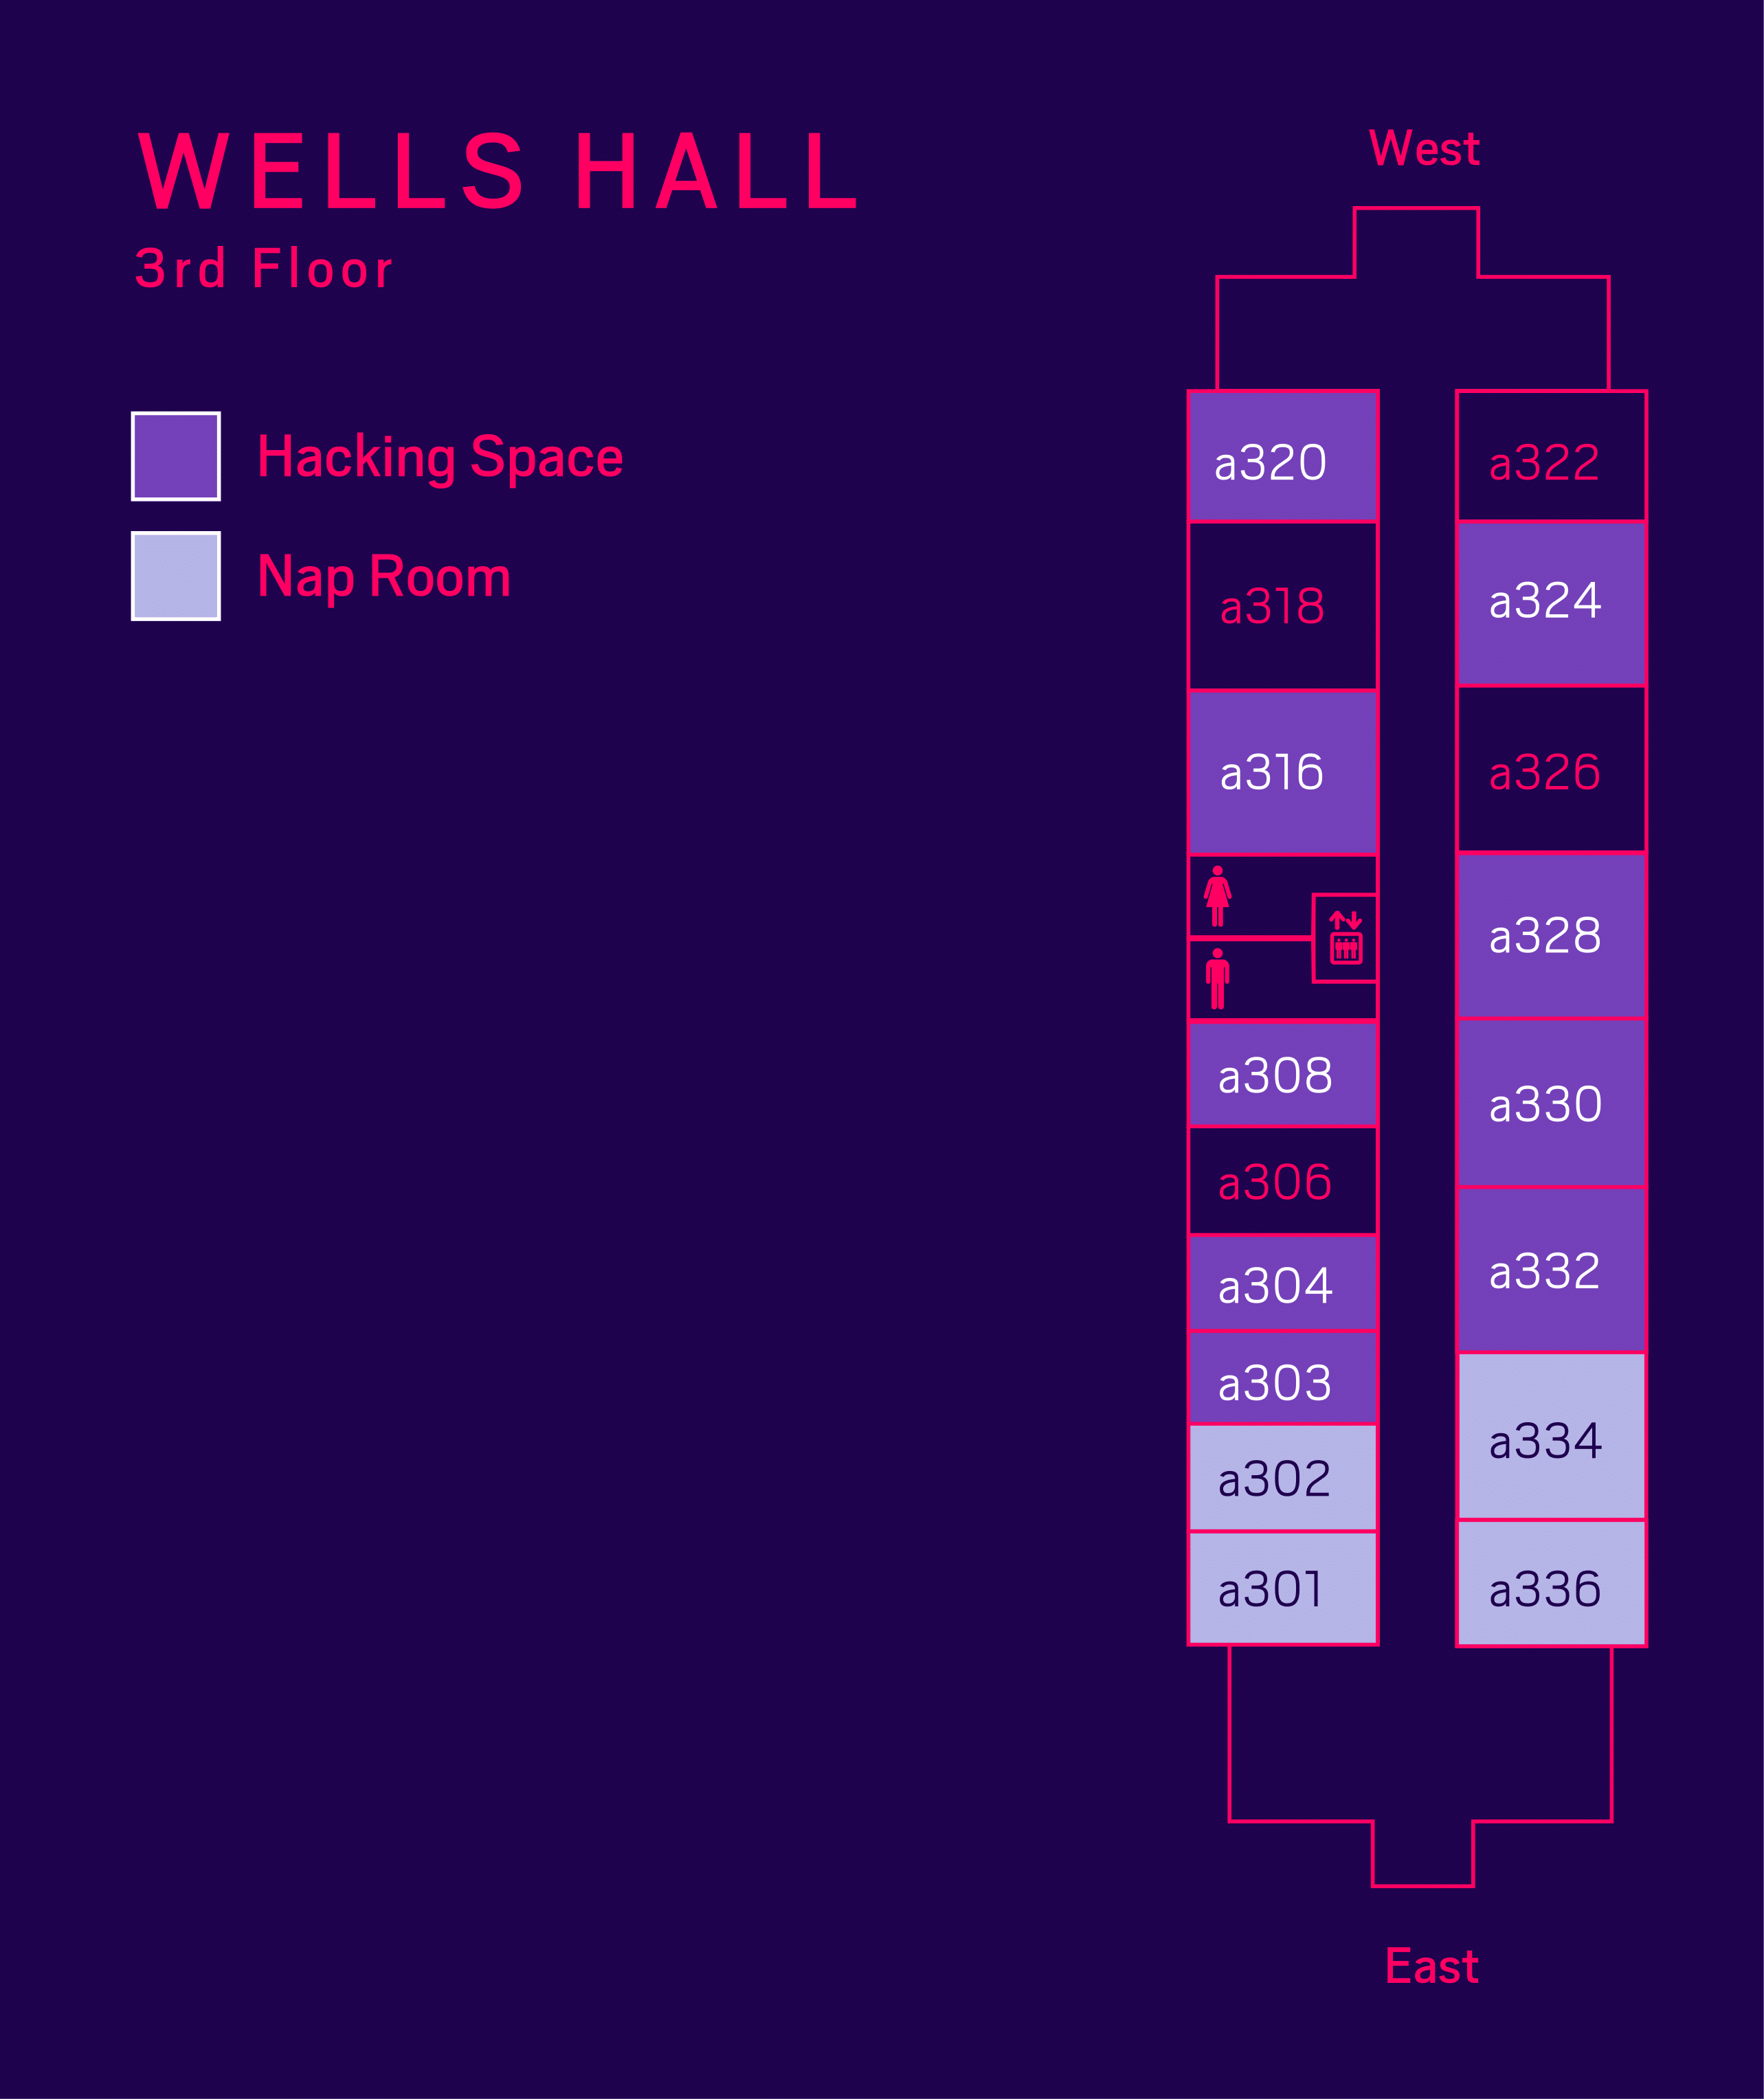 WELLS HALL
3rd Floor
Hacking Space
Nap Room
West
a320
a318
a316
a308
a306
a304
a303
a302
a301
a322
a324
a326
a328
a330
a332
a334
a336
East